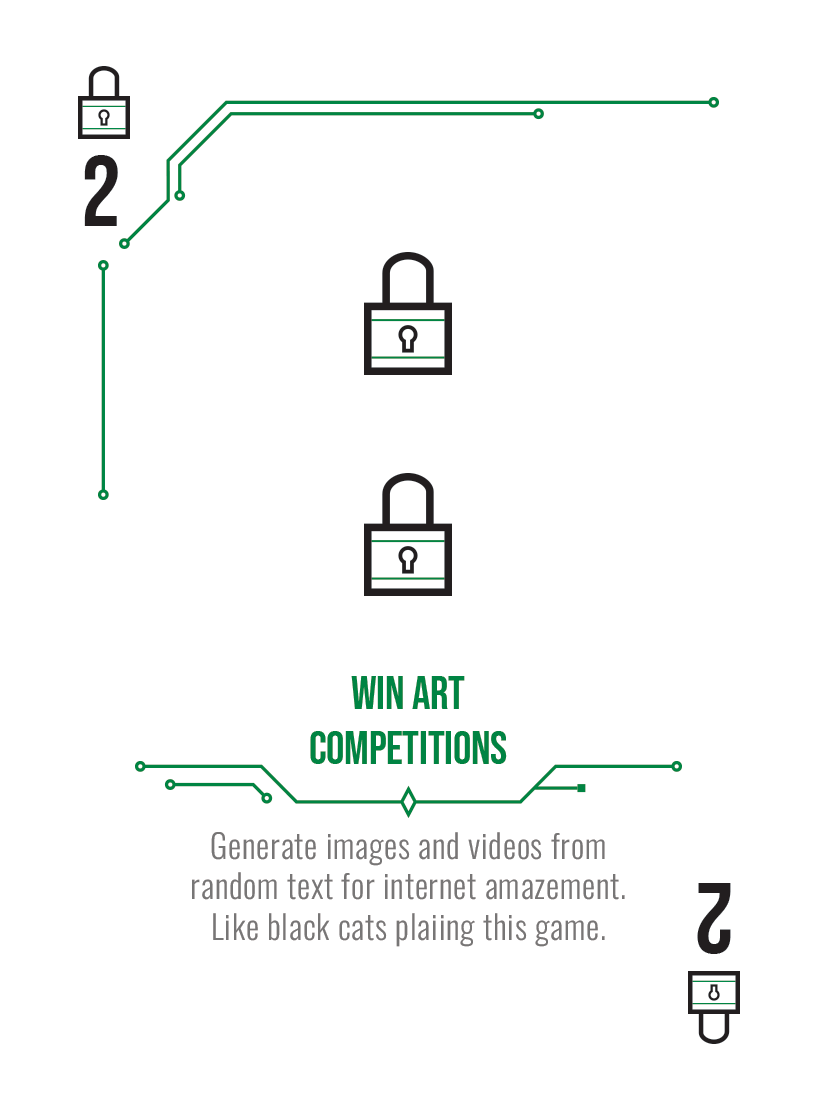 2
WIN ART
COMPETITIONS
Generate images and videos from
random text for internet amazement.
Like black cats plaiing this game.
2